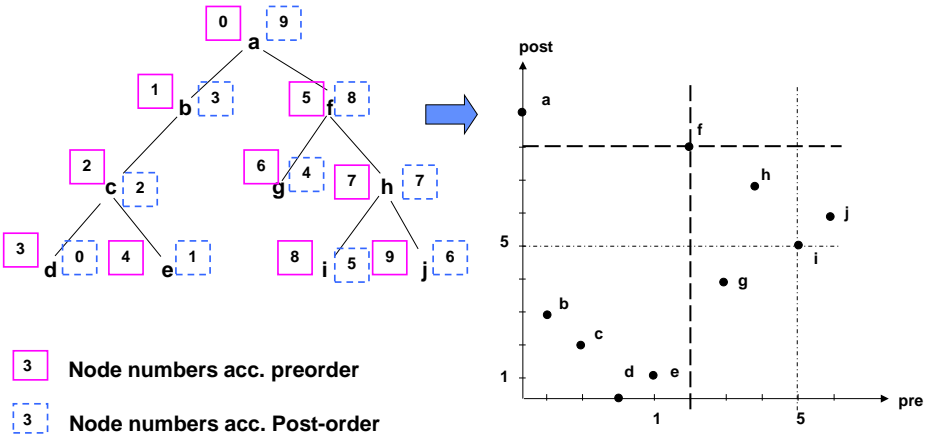 0 9
a
1 b 3
5 f 8
2 c 2
6 g 4
7 h 7
3 d 0
4 e 1
8 i 5
9 j 6
3 Node numbers acc. preorder
3 Node numbers acc. Post-order
post
a
f
h
j
5
i
g
b
c
d e
1
pre
1 5